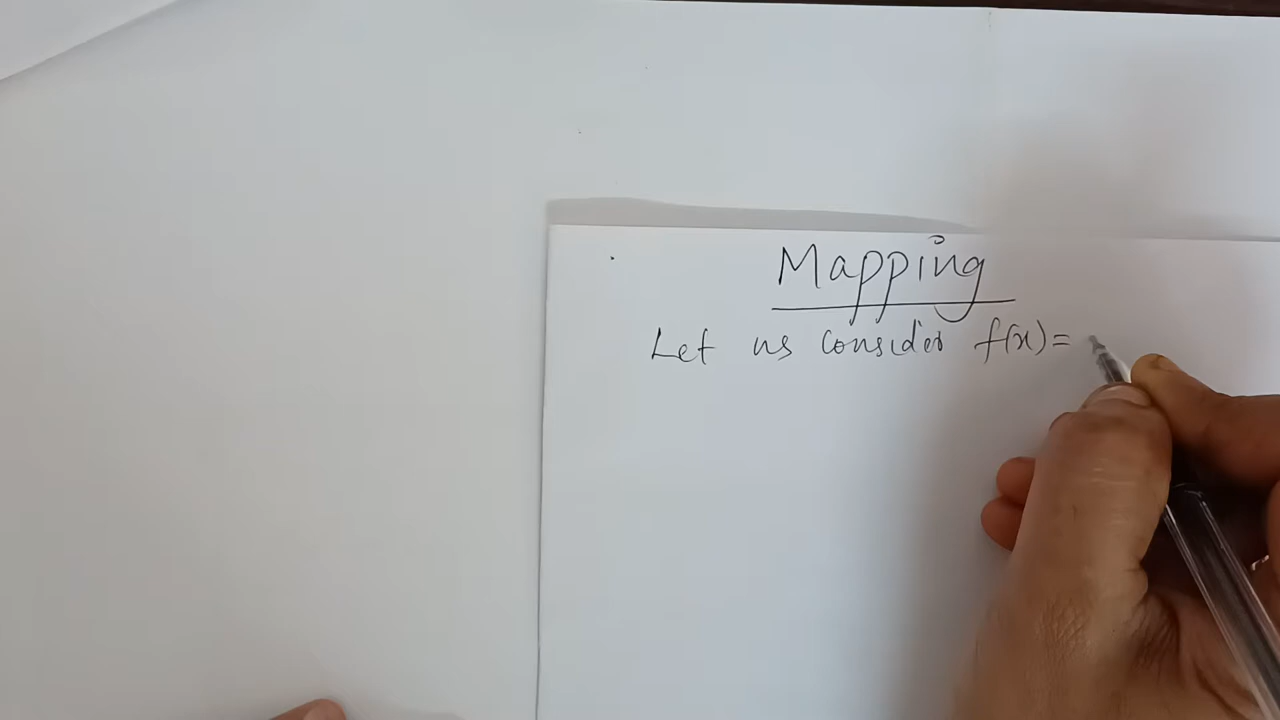 Mapping
Let us consider f(x)=